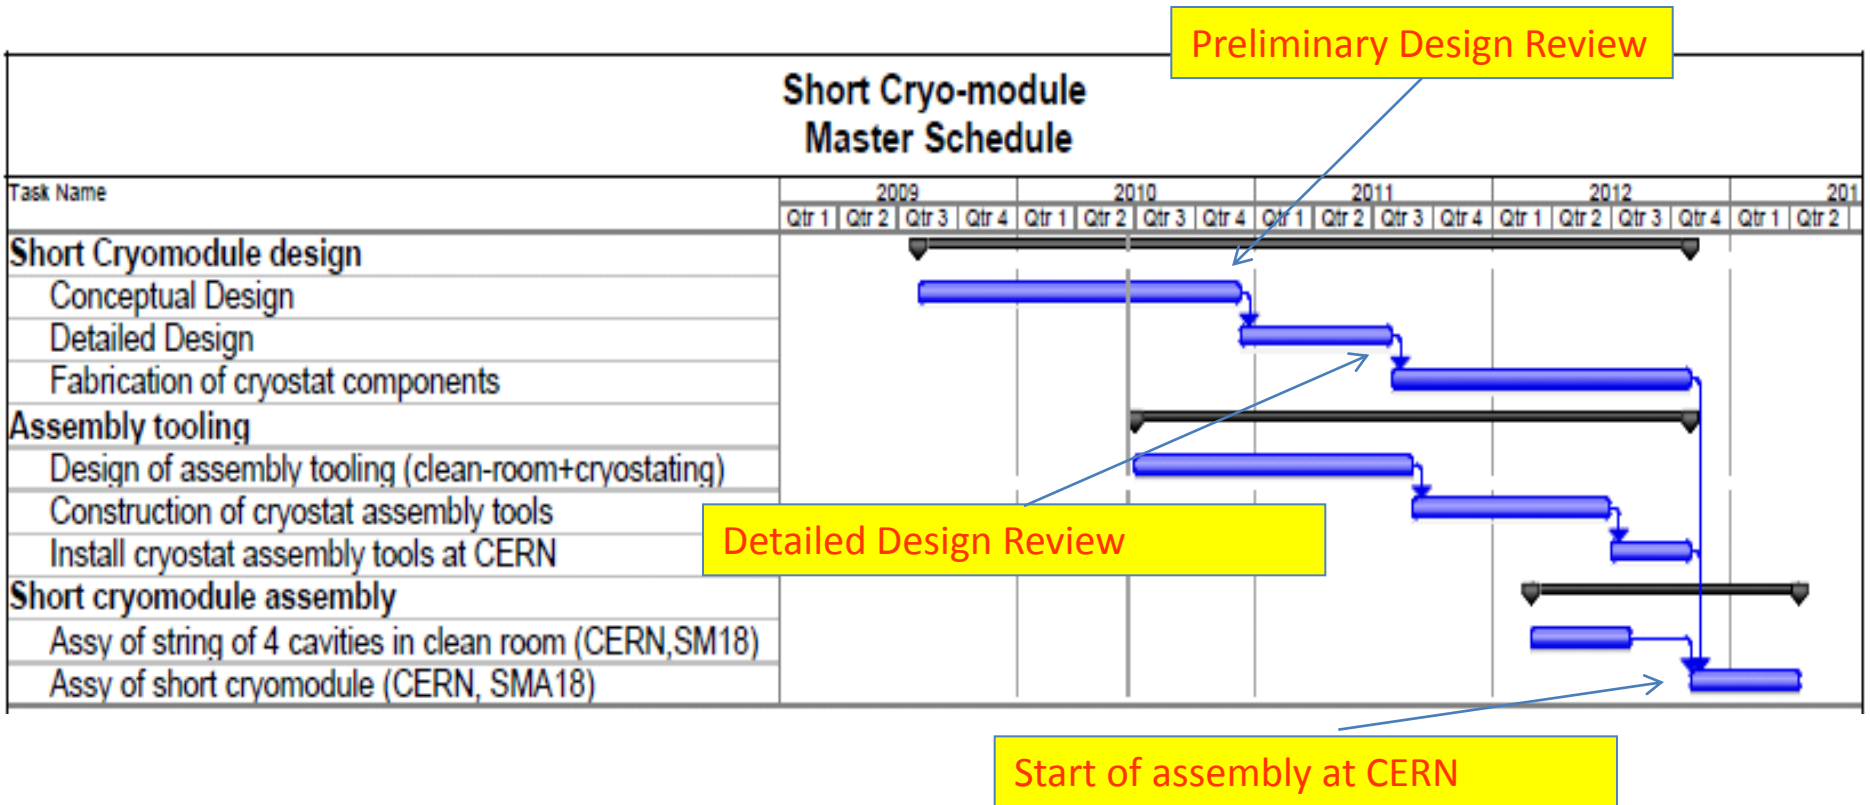 Preliminary Design Review
Short Cryo-module
Master Schedule
Task Name 2009 2010 2011 2012 201
Qtr 1 Qtr 2 Qtr 3 Qtr 4 Qtr 1 Qtr 2 Qtr 3 Qtr 4 Qtr 1 Qtr 2 Qtr 3 Qtr 4 Qtr 1 Qtr 2 Qtr 3 Qtr 4 Qtr 1 Qtr 2
Short Cryomodule design
Conceptual Design
Detailed Design
Fabrication of cryostat components
Assembly tooling
Design of assembly tooling (clean-room+cryostating)
Construction of cryostat assembly tools
Detailed Design Review
Install cryostat assembly tools at CERN
Short cryomodule assembly
Assy of string of 4 cavities in clean room (CERN,SM18)
Assy of short cryomodule (CERN, SMA18)
Start of assembly at CERN